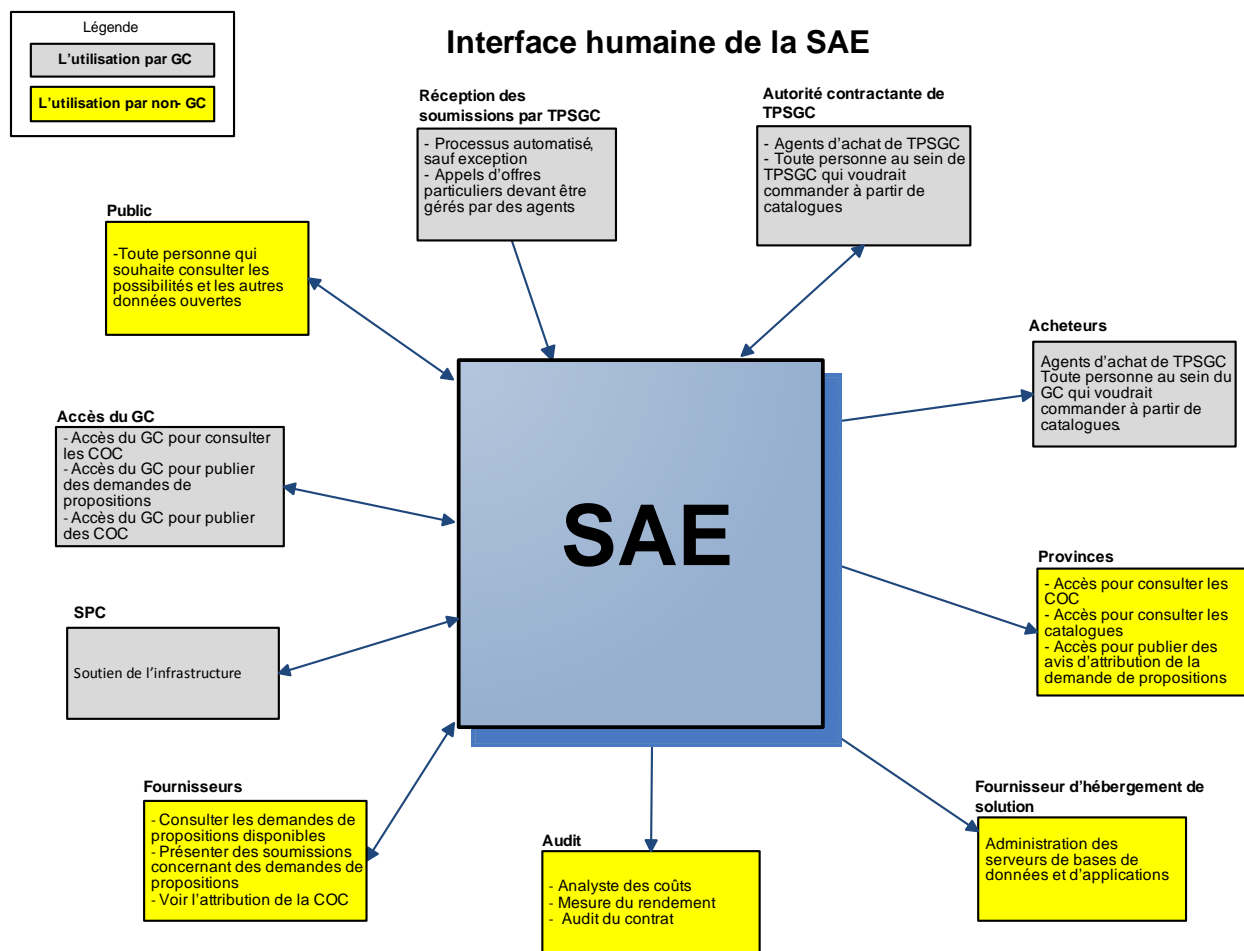 Légende
L'utilisation par GC
L'utilisation par non- GC
Interface humaine de la SAE
Réception des
soumissions par TPSGC
- Processus automatisé,
sauf exception
- Appels d'offres
particuliers devant être
gérés par des agents
Autorité contractante de
TPSGC
- Agents d'achat de TPSGC
- Toute personne au sein de
TPSGC qui voudrait
commander à partir de
catalogues
Public
-Toute personne qui
souhaite consulter les
possibilités et les autres
données ouvertes
Acheteurs
Agents d'achat de TPSGC
Toute personne au sein du
GC qui voudrait
commander à partir de
catalogues.
Accès du GC
- Accès du GC pour consulter
les COC
- Accès du GC pour publier
des demandes de
propositions
- Accès du GC pour publier
des COC
SAE
Provinces
- Accès pour consulter les
COC
- Accès pour consulter les
catalogues
- Accès pour publier des
avis d'attribution de la
demande de propositions
SPC
Soutien de l'infrastructure
Fournisseurs
- Consulter les demandes de
propositions disponibles
- Présenter des soumissions
concernant des demandes de
propositions
- Voir l'attribution de la COC
Audit
- Analyste des coûts
- Mesure du rendement
- Audit du contrat
Fournisseur d'hébergement de
solution
Administration des
serveurs de bases de
données et d'applications